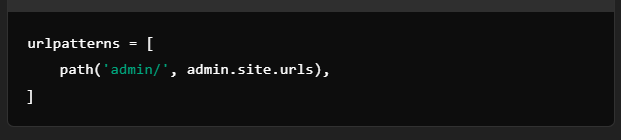 urlpatterns = [
    path('admin/', admin.site.urls),
]